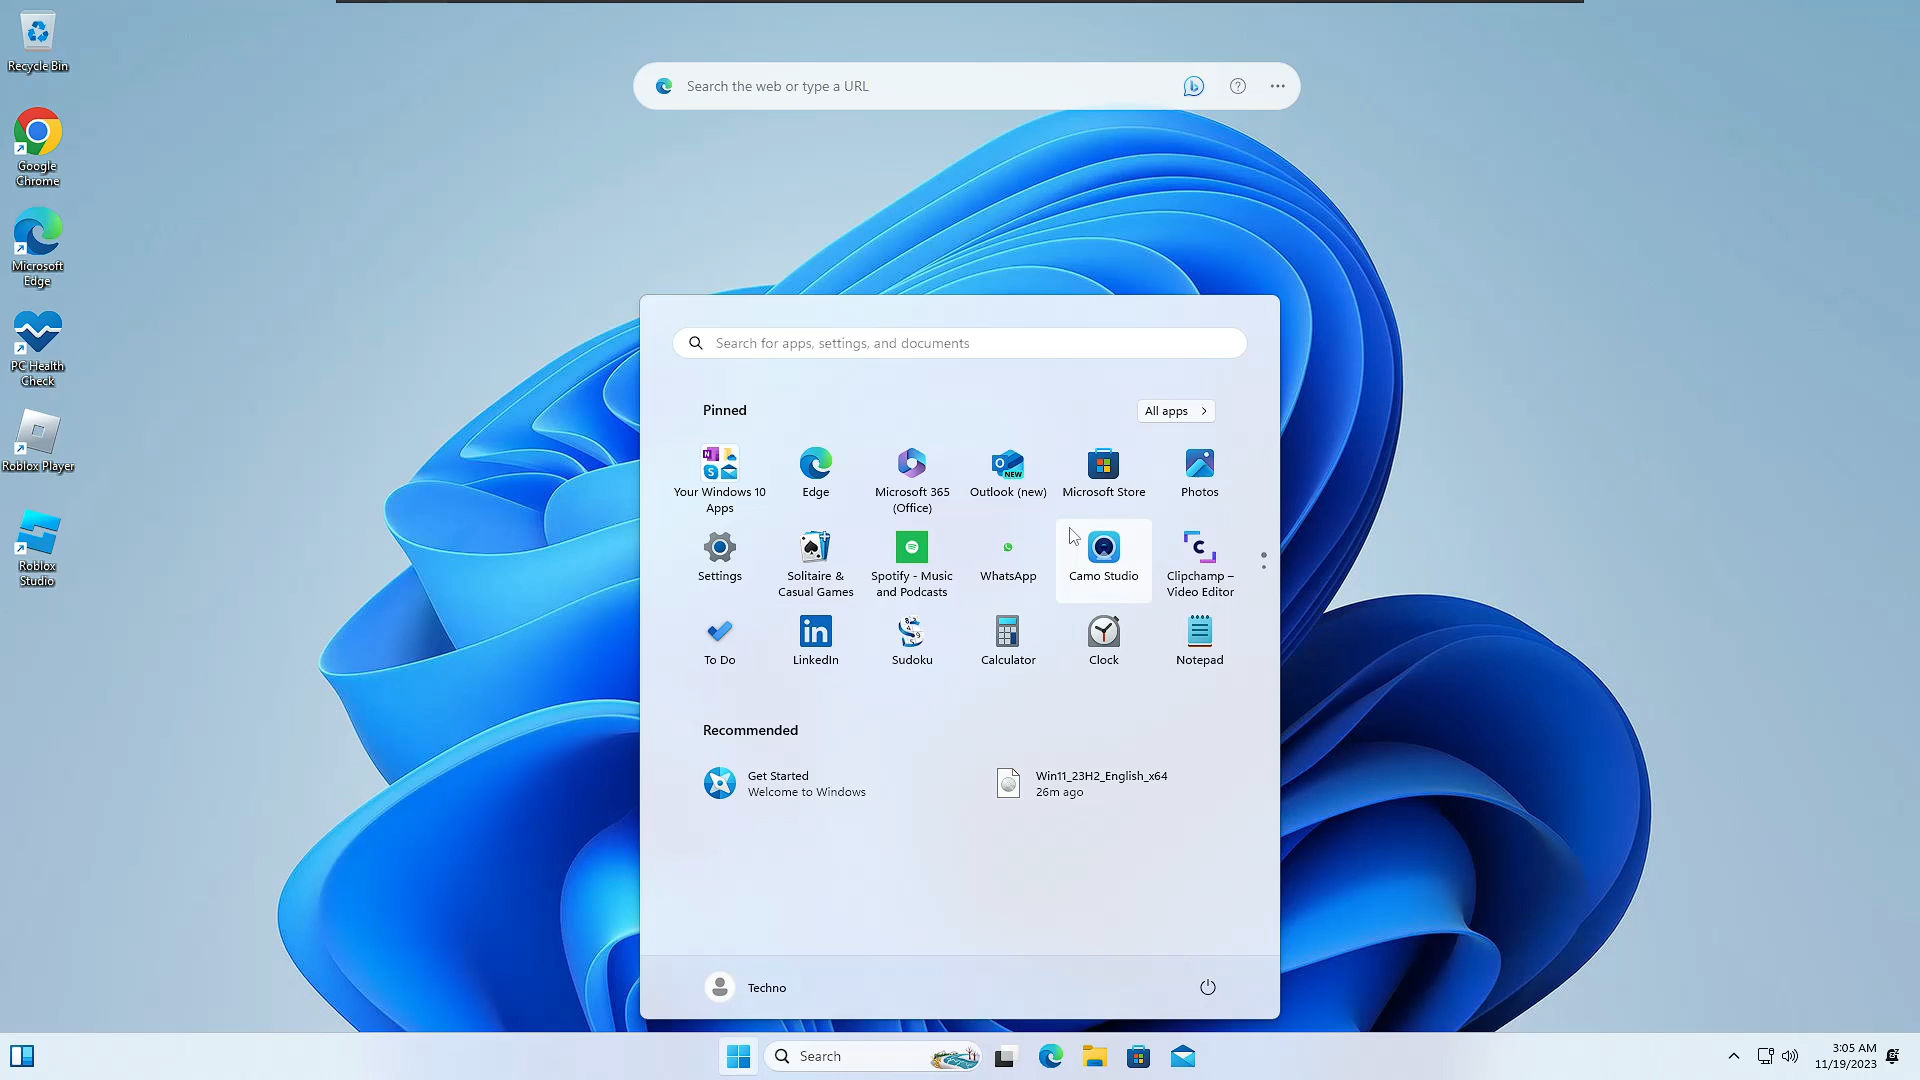 Recycle Bin
Google
Chrome
Microsoft
Edge
PC Health
Check
Roblox Player
Roblox
Studio
Search the web or type a URL
Search for apps, settings, and documents
Pinned
All apps
Your Windows 10
Apps
Edge
Microsoft 365
(Office)
Outlook (new)
NEW
Microsoft Store
Photos
Settings
Solitaire &
Casual Games
Spotify - Music
and Podcasts
WhatsApp
Camo Studio
Clipchamp –
Video Editor
To Do
LinkedIn
Sudoku
Calculator
Clock
Notepad
Recommended
Get Started
Welcome to Windows
Win11_23H2_English_x64
26m ago
Techno
Search
3:05 AM
11/19/2023